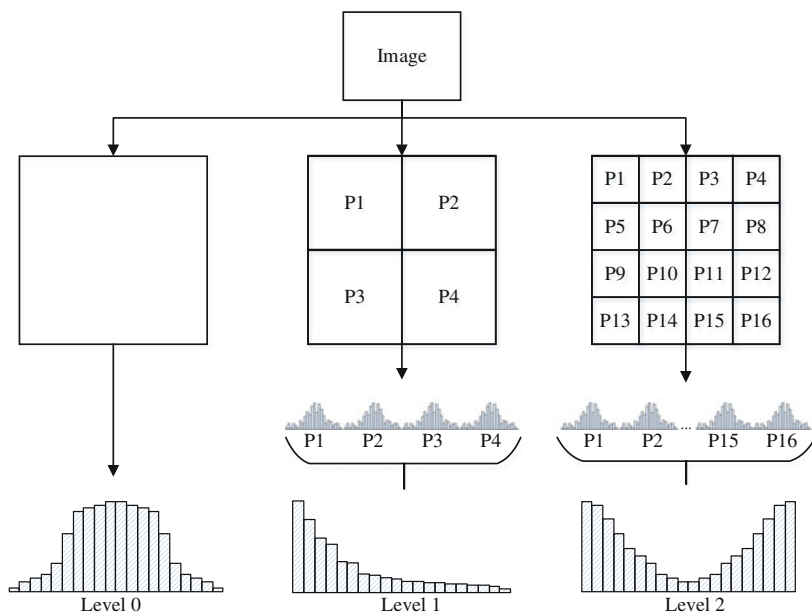 Image
P1 P2
P3 P4
P1 P2 P3 P4
P5 P6 P7 P8
P9 P10 P11 P12
P13 P14 P15 P16
P1 P2 P3 P4
P1 P2 ... P15 P16
Level 0 Level 1 Level 2